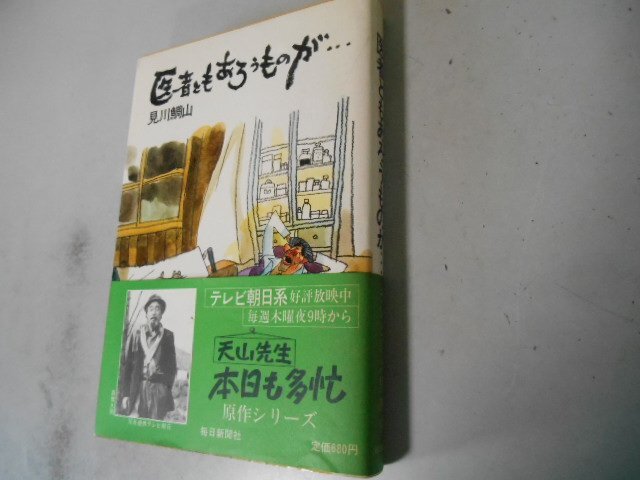 医者ともあろうものが…
見川鯛山
テレビ朝日系 好評放映中
毎週木曜夜9時から
天山先生
本日も多忙
原作シリーズ
毎日新聞社
定価680円